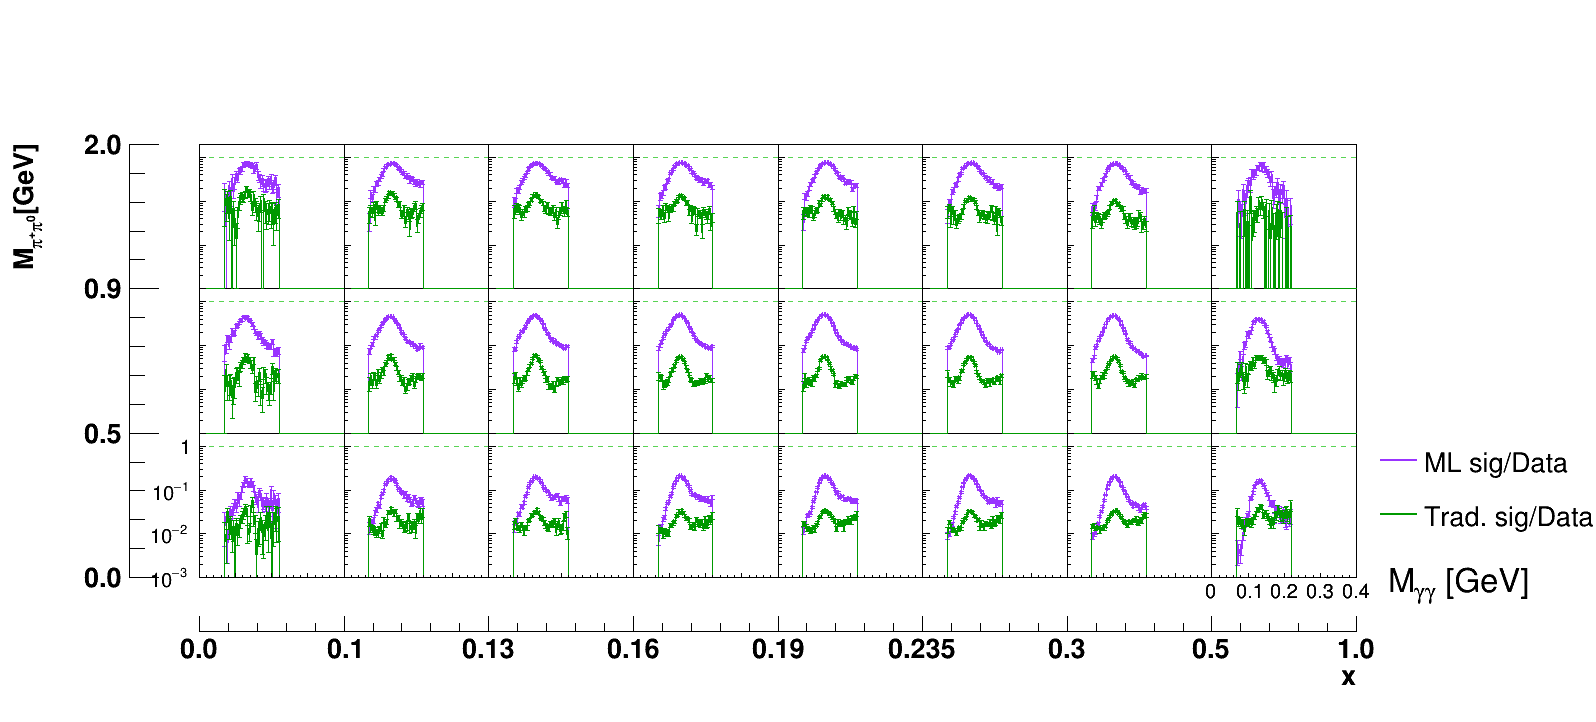 M_{π⁺π⁰}[GeV]
2.0
0.9
0.5
0.0
1
10⁻¹
10⁻²
10⁻³
ML sig/Data
Trad. sig/Data
0 0.1 0.2 0.3 0.4
M_{γγ} [GeV]
0.0 0.1 0.13 0.16 0.19 0.235 0.3 0.5 1.0
x